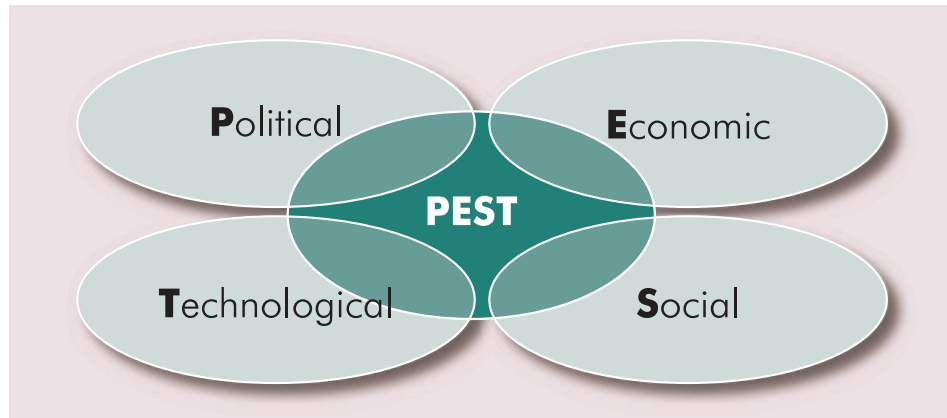 Political
Economic
PEST
Technological
Social